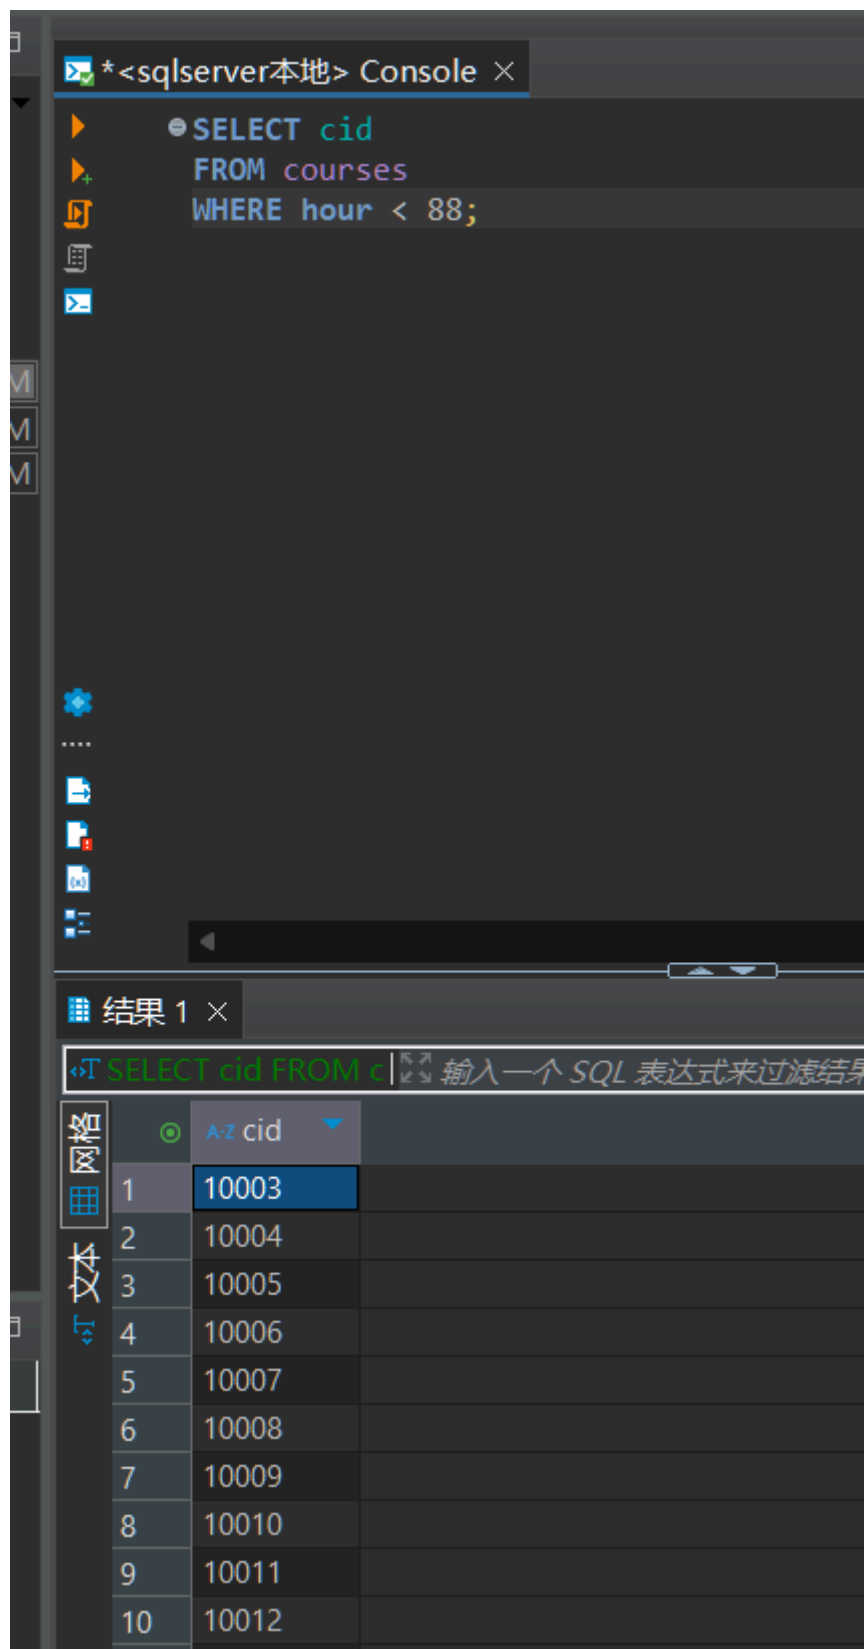 *<sqlserver本地> Console
SELECT cid
FROM courses
WHERE hour < 88;
M
M
M
结果 1
SELECT cid FROM c
输入一个 SQL 表达式来过滤结果
网格
文本
A-Z cid
1 10003
2 10004
3 10005
4 10006
5 10007
6 10008
7 10009
8 10010
9 10011
10 10012